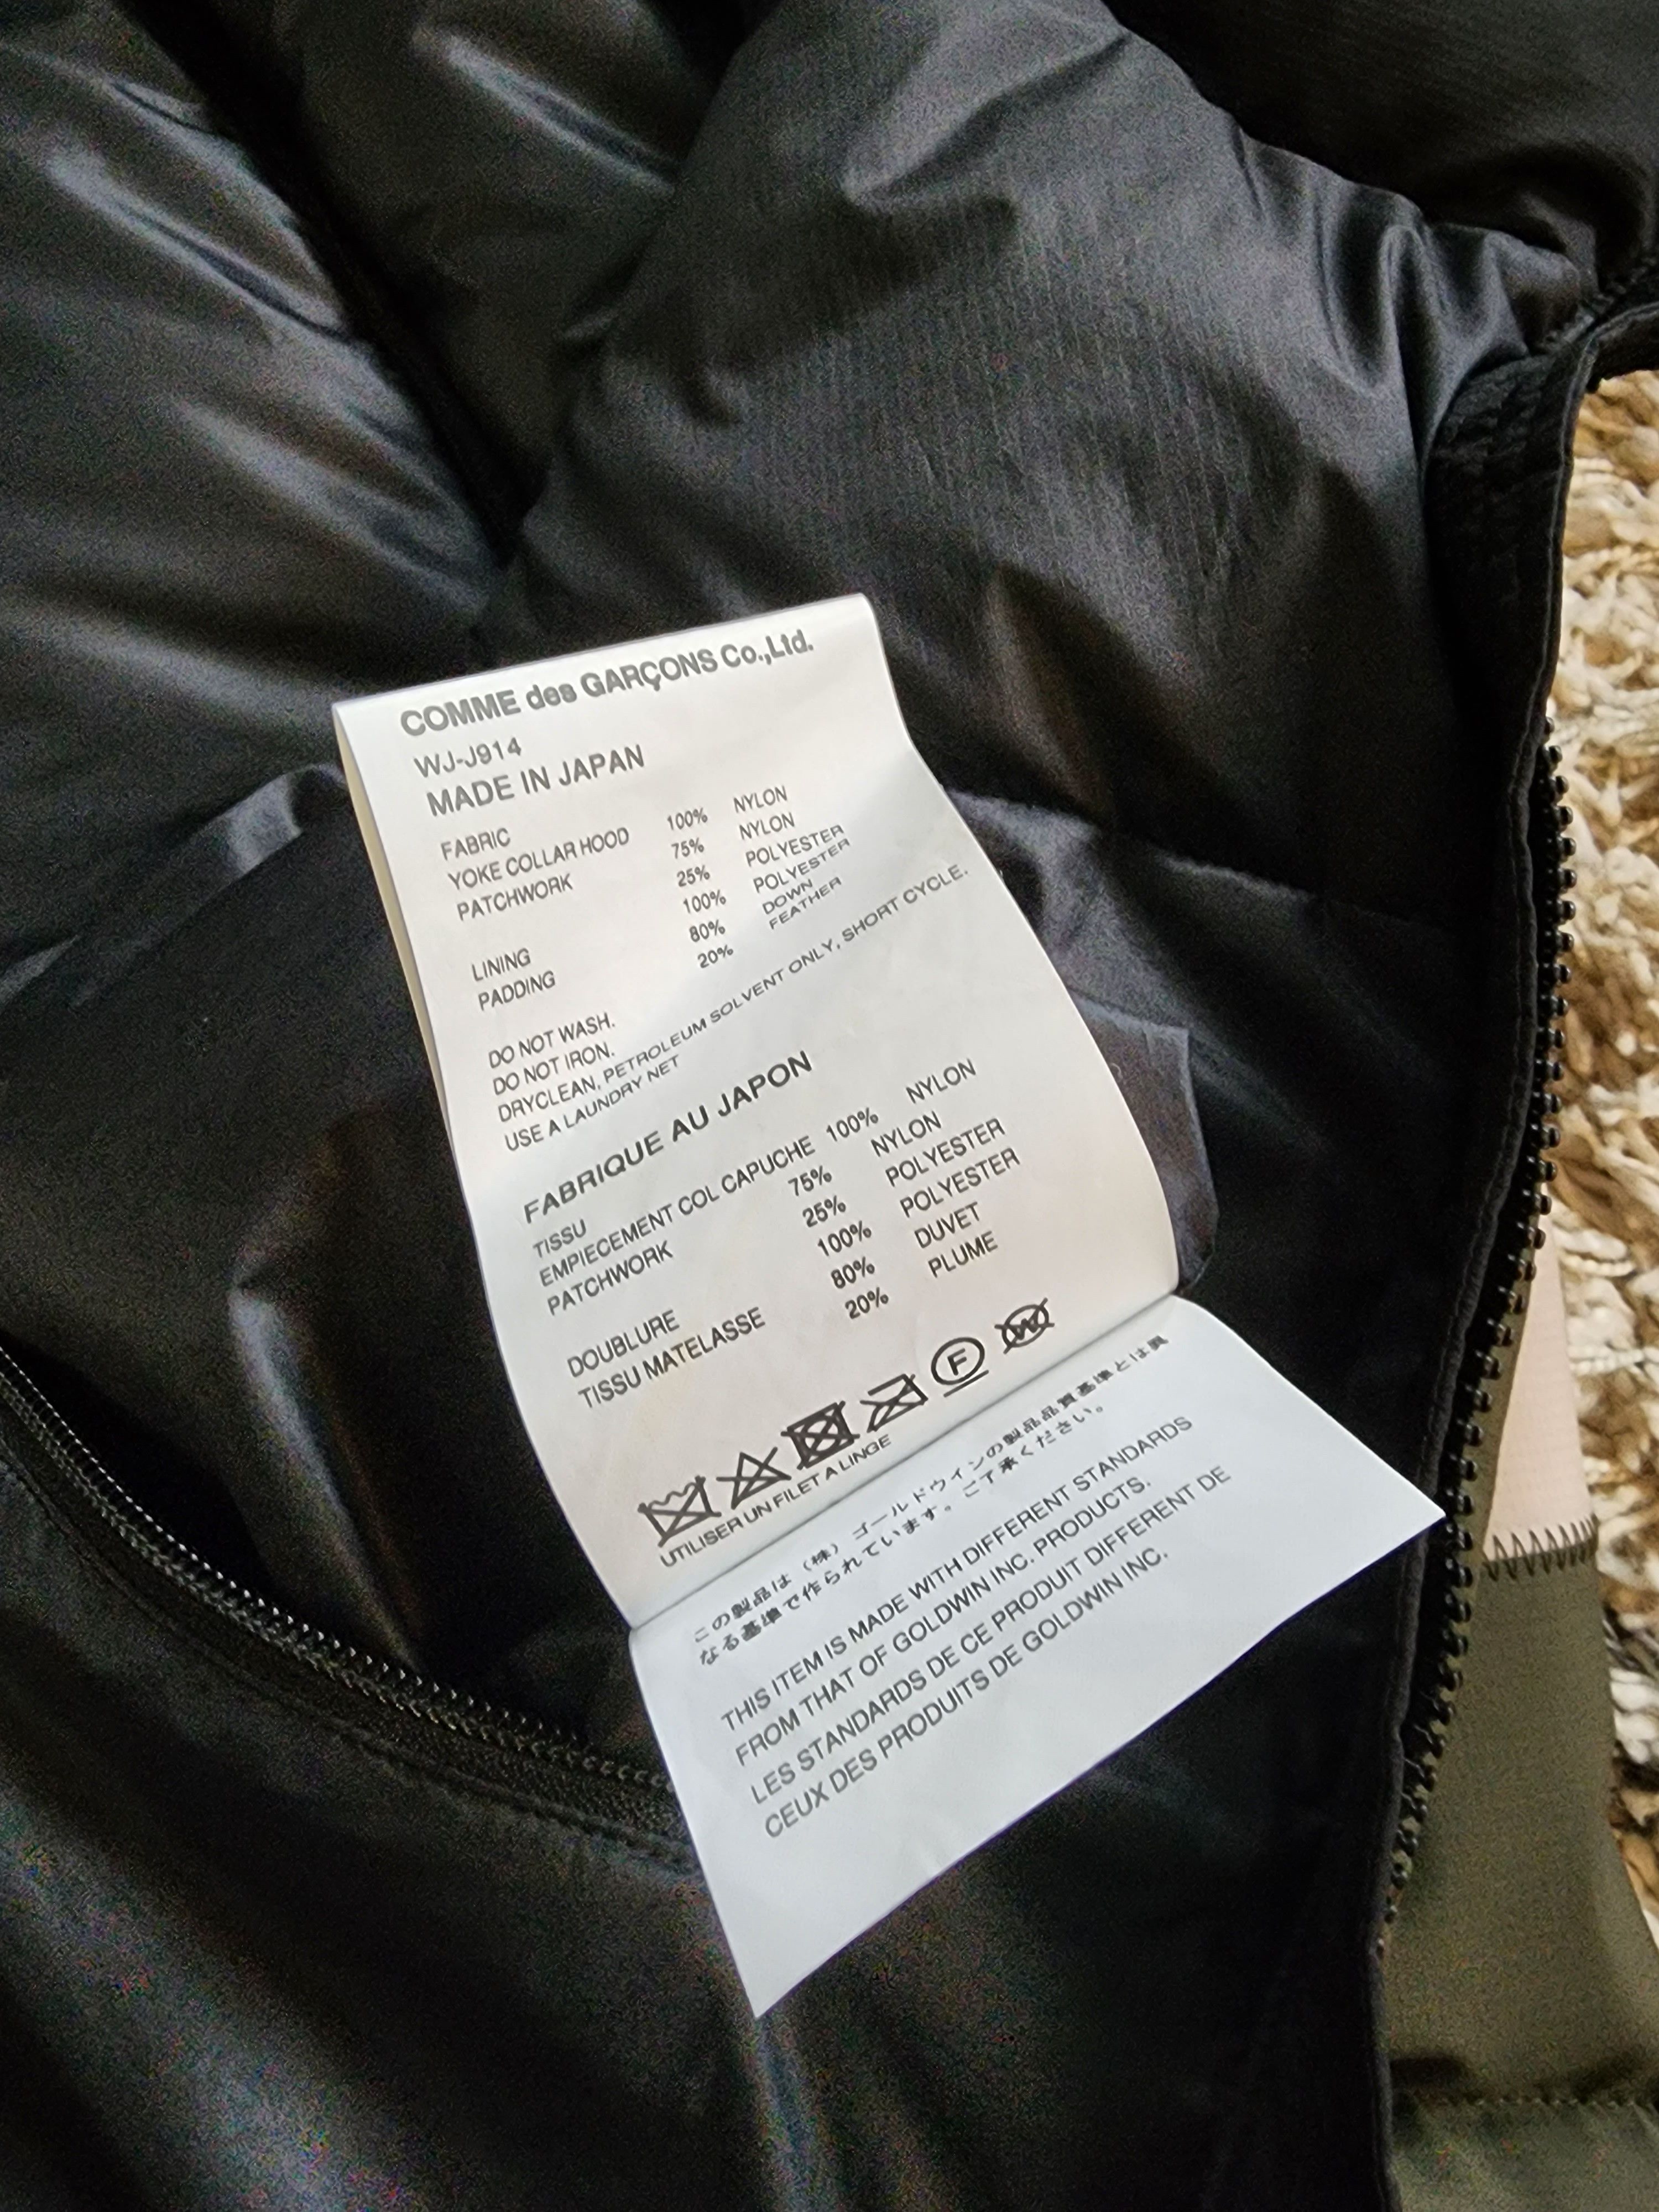 COMME des GARÇONS Co.,Ltd.
WJ-J914
MADE IN JAPAN
FABRIC
YOKE COLLAR HOOD 100% NYLON
PATCHWORK 75% NYLON
25% POLYESTER
LINING 100% POLYESTER
PADDING 80% DOWN
20% FEATHER
DO NOT WASH.
DO NOT IRON.
DRYCLEAN, PETROLEUM SOLVENT ONLY, SHORT CYCLE.
USE A LAUNDRY NET
FABRIQUE AU JAPON
TISSU
EMPIECEMENT COL CAPUCHE 100% NYLON
PATCHWORK 75% NYLON
25% POLYESTER
DOUBLURE 100% POLYESTER
TISSU MATELASSE 80% DUVET
20% PLUME
F W
UTILISER UN FILET A LINGE
この製品は（株）ゴールドウィンの製品品質基準とは異
なる基準で作られています。ご了承ください。
THIS ITEM IS MADE WITH DIFFERENT STANDARDS
FROM THAT OF GOLDWIN INC. PRODUCTS.
LES STANDARDS DE CE PRODUIT DIFFERENT DE
CEUX DES PRODUITS DE GOLDWIN INC.